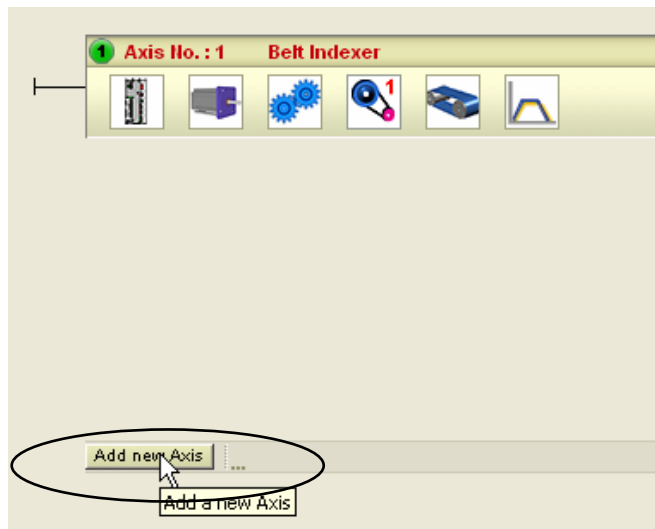 1 Axis No. : 1 Belt Indexer
1
Add new Axis ...
Add a new Axis